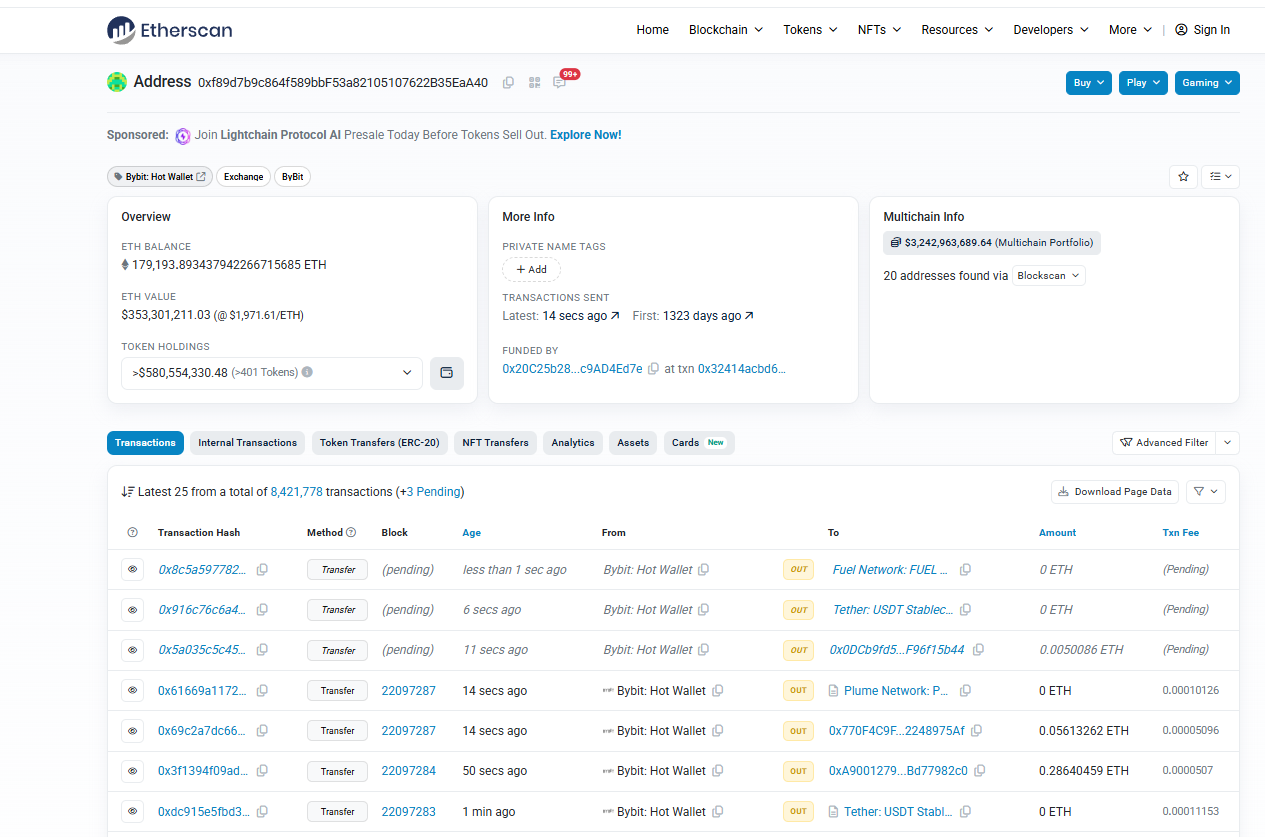 Etherscan
Home Blockchain Tokens NFTs Resources Developers More | Sign In
Address 0xf89d7b9c864f589bbF53a82105107622B35EaA40 99+
Buy Play Gaming
Sponsored: Join Lightchain Protocol AI Presale Today Before Tokens Sell Out. Explore Now!
Bybit: Hot Wallet Exchange ByBit
Overview
ETH BALANCE
179,193.893437942266715685 ETH
ETH VALUE
$353,301,211.03 (@ $1,971.61/ETH)
TOKEN HOLDINGS
>$580,554,330.48 (>401 Tokens)
More Info
PRIVATE NAME TAGS
+ Add
TRANSACTIONS SENT
Latest: 14 secs ago First: 1323 days ago
FUNDED BY
0x20C25b28...c9AD4Ed7e at txn 0x32414acbd6...
Multichain Info
$3,242,963,689.64 (Multichain Portfolio)
20 addresses found via Blockscan
Transactions Internal Transactions Token Transfers (ERC-20) NFT Transfers Analytics Assets Cards New
Advanced Filter
Latest 25 from a total of 8,421,778 transactions (+3 Pending)
Download Page Data
Transaction Hash Method Block Age From To Amount Txn Fee
0x8c5a597782... Transfer (pending) less than 1 sec ago Bybit: Hot Wallet OUT Fuel Network: FUEL ... 0 ETH (Pending)
0x916c76c6a4... Transfer (pending) 6 secs ago Bybit: Hot Wallet OUT Tether: USDT Stablec... 0 ETH (Pending)
0x5a035c5c45... Transfer (pending) 11 secs ago Bybit: Hot Wallet OUT 0x0DCb9fd5...F96f15b44 0.0050086 ETH (Pending)
0x61669a1172... Transfer 22097287 14 secs ago Bybit: Hot Wallet OUT Plume Network: P... 0 ETH 0.00010126
0x69c2a7dc66... Transfer 22097287 14 secs ago Bybit: Hot Wallet OUT 0x770F4C9F...2248975Af 0.05613262 ETH 0.00005096
0x3f1394f09ad... Transfer 22097284 50 secs ago Bybit: Hot Wallet OUT 0xA9001279...Bd77982c0 0.28640459 ETH 0.0000507
0xdc915e5fbd3... Transfer 22097283 1 min ago Bybit: Hot Wallet OUT Tether: USDT Stabl... 0 ETH 0.00011153